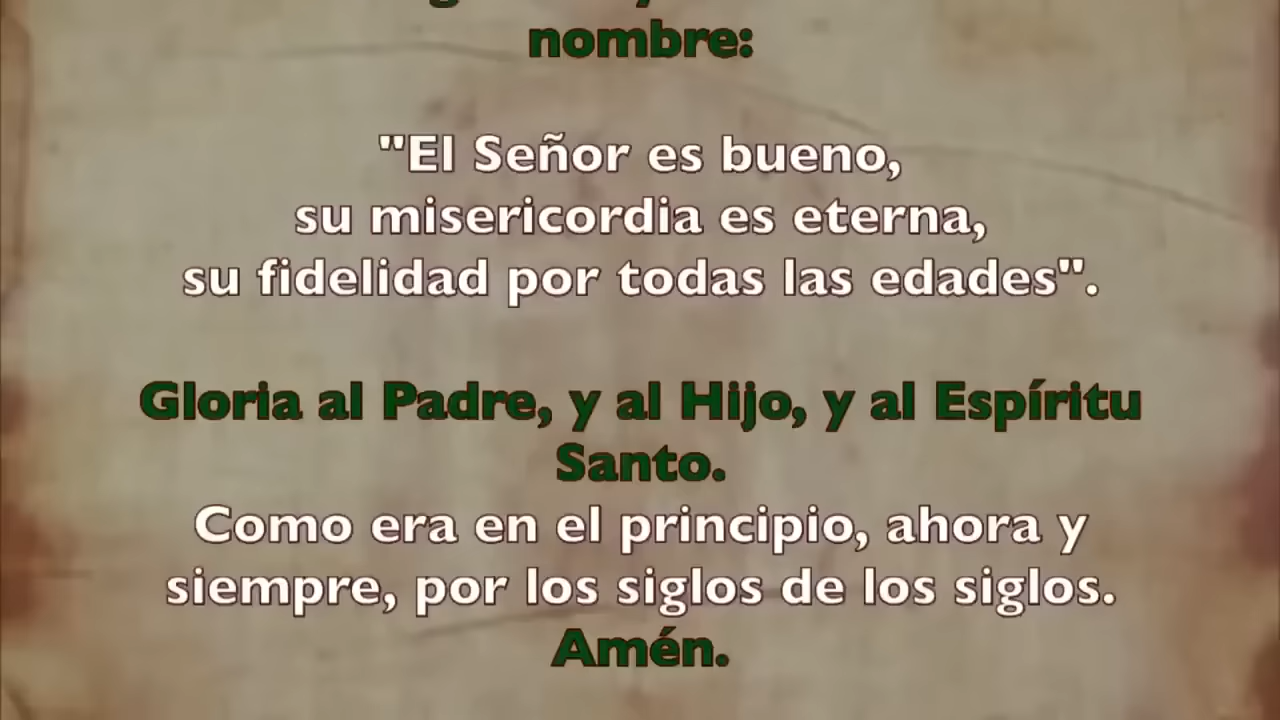 nombre:
"El Señor es bueno,
su misericordia es eterna,
su fidelidad por todas las edades".
Gloria al Padre, y al Hijo, y al Espíritu
Santo.
Como era en el principio, ahora y
siempre, por los siglos de los siglos.
Amén.